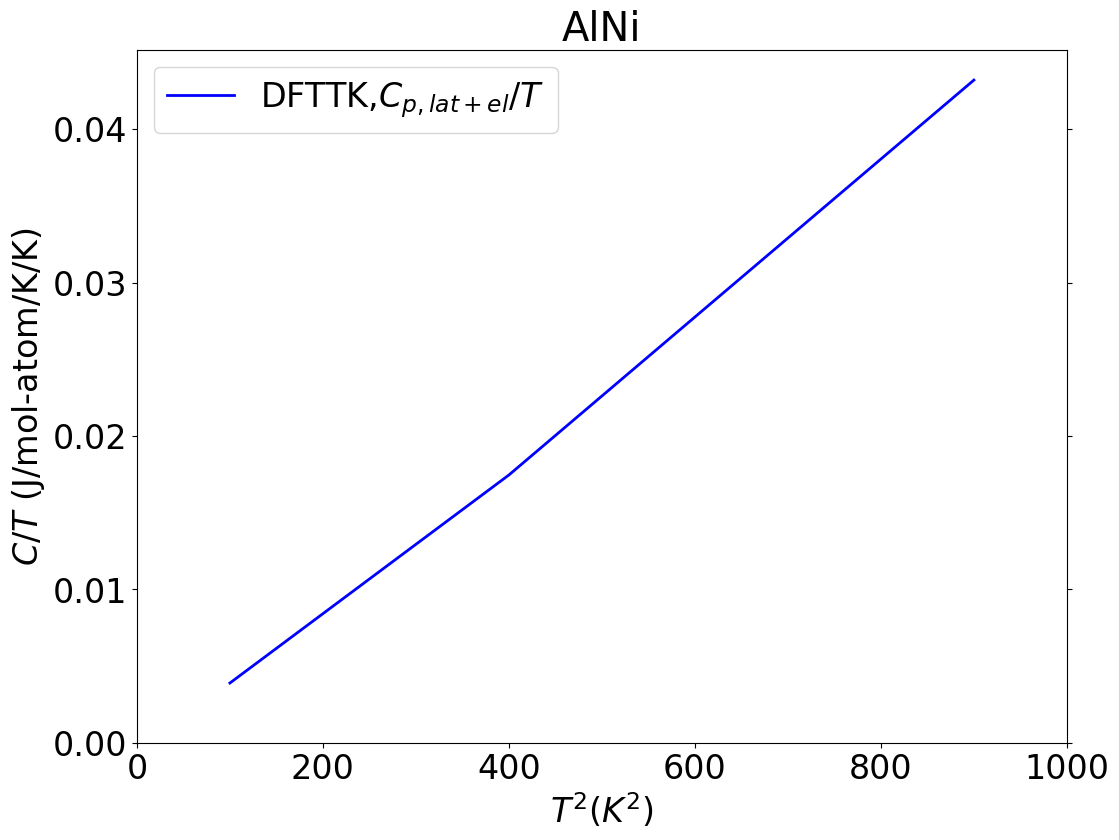 AlNi
DFTTK,C_{p, lat+el}/T
C/T (J/mol-atom/K/K)
0.04
0.03
0.02
0.01
0.00
0 200 400 600 800 1000
T^2(K^2)